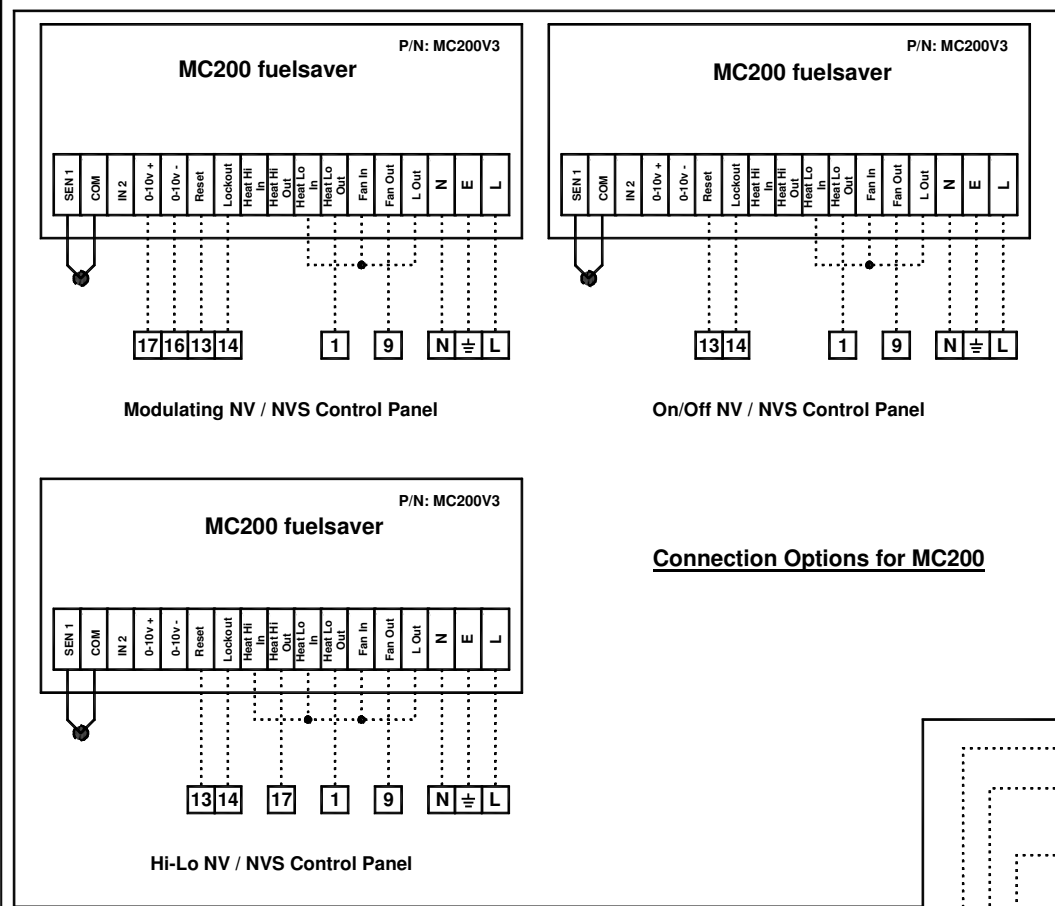 P/N: MC200V3
MC200 fuelsaver
SEN 1
COM
IN 2
0-10v +
0-10v -
Reset
Lockout
Heat Hi
In
Heat Hi
Out
Heat Lo
In
Heat Lo
Out
Fan In
Fan Out
L Out
N
E
L
17 16 13 14 1 9 N L
Modulating NV / NVS Control Panel
P/N: MC200V3
MC200 fuelsaver
SEN 1
COM
IN 2
0-10v +
0-10v -
Reset
Lockout
Heat Hi
In
Heat Hi
Out
Heat Lo
In
Heat Lo
Out
Fan In
Fan Out
L Out
N
E
L
13 14 1 9 N L
On/Off NV / NVS Control Panel
P/N: MC200V3
MC200 fuelsaver
SEN 1
COM
IN 2
0-10v +
0-10v -
Reset
Lockout
Heat Hi
In
Heat Hi
Out
Heat Lo
In
Heat Lo
Out
Fan In
Fan Out
L Out
N
E
L
13 14 17 1 9 N L
Hi-Lo NV / NVS Control Panel
Connection Options for MC200